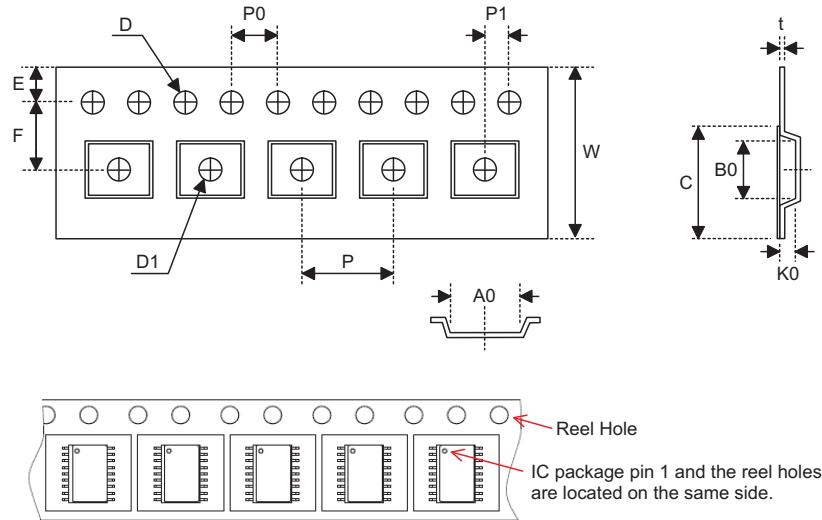 D
P0
P1
t
E
F
W
C
B0
D1
P
K0
A0
Reel Hole
IC package pin 1 and the reel holes
are located on the same side.